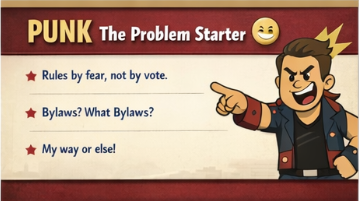 PUNK The Problem Starter
Rules by fear, not by vote.
Bylaws? What Bylaws?
My way or else!